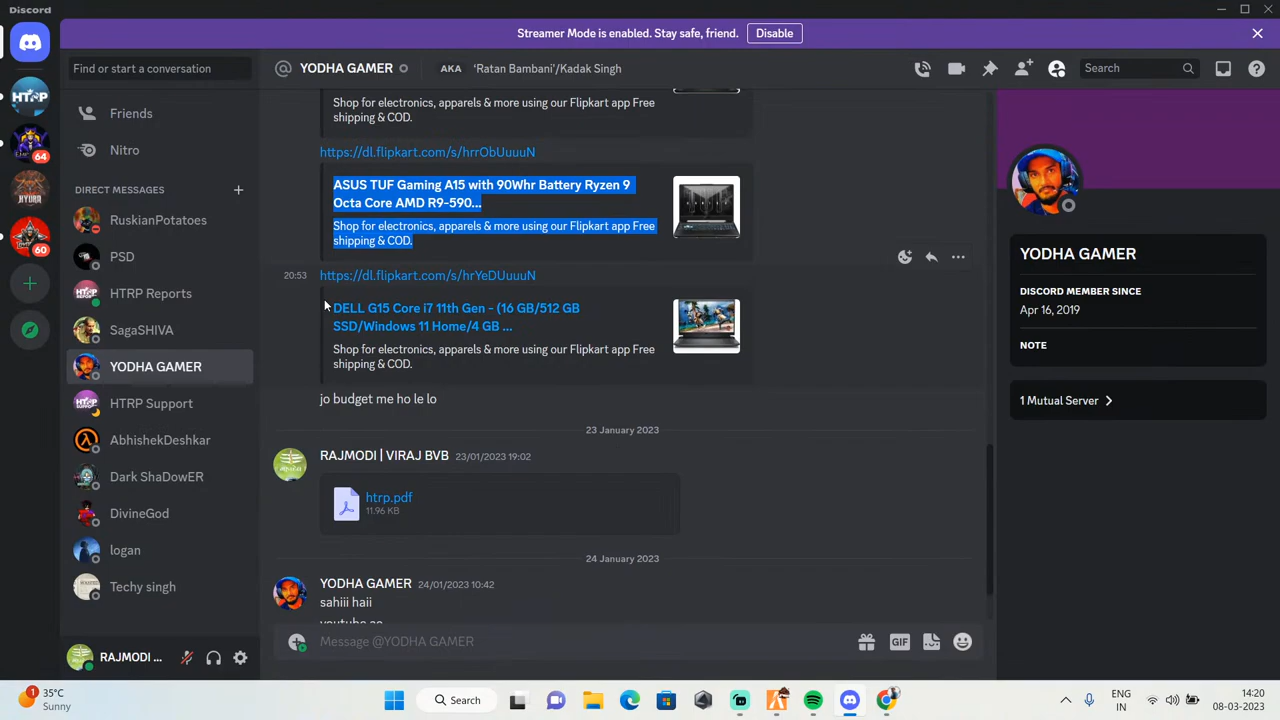 Discord
Streamer Mode is enabled. Stay safe, friend.
Disable
Find or start a conversation
YODHA GAMER
AKA
'Ratan Bambani'/Kadak Singh
Search
HTRP
64
60
Friends
Nitro
DIRECT MESSAGES
RuskianPotatoes
PSD
HTRP Reports
SagaSHIVA
YODHA GAMER
HTRP Support
AbhishekDeshkar
Dark ShaDowER
DivineGod
logan
Techy singh
RAJMODI ...
Shop for electronics, apparels & more using our Flipkart app Free
shipping & COD.
https://dl.flipkart.com/s/hrrObUuuuN
ASUS TUF Gaming A15 with 90Whr Battery Ryzen 9
Octa Core AMD R9-590...
Shop for electronics, apparels & more using our Flipkart app Free
shipping & COD.
20:53
https://dl.flipkart.com/s/hrYeDUuuuN
DELL G15 Core i7 11th Gen - (16 GB/512 GB
SSD/Windows 11 Home/4 GB ...
Shop for electronics, apparels & more using our Flipkart app Free
shipping & COD.
jo budget me ho le lo
23 January 2023
RAJMODI | VIRAJ BVB 23/01/2023 19:02
htrp.pdf
11.96 KB
24 January 2023
YODHA GAMER 24/01/2023 10:42
sahiii haii
Message @YODHA GAMER
GIF
YODHA GAMER
DISCORD MEMBER SINCE
Apr 16, 2019
NOTE
1 Mutual Server
1
35°C
Sunny
Search
ENG
IN
14:20
08-03-2023